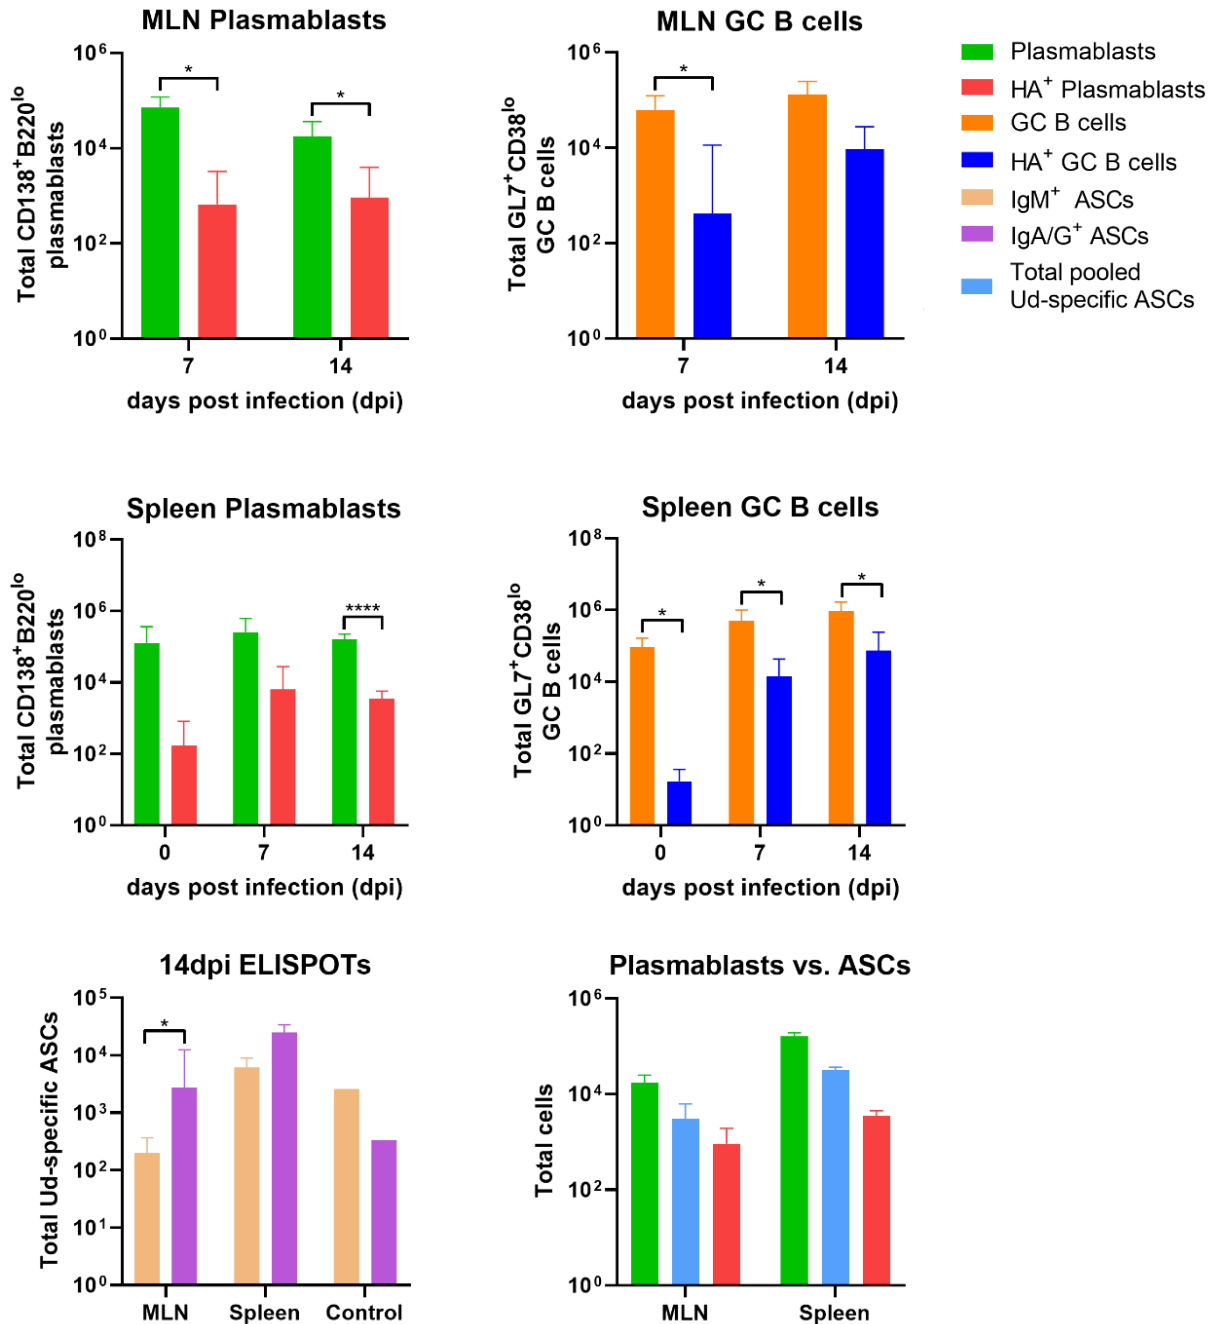 MLN Plasmablasts
Total CD138⁺B220ˡᵒ
plasmablasts
10⁶
10⁴
10²
10⁰
*
*
7
14
days post infection (dpi)
MLN GC B cells
Total GL7⁺CD38ˡᵒ
GC B cells
10⁶
10⁴
10²
10⁰
*
7
14
days post infection (dpi)
Plasmablasts
HA⁺ Plasmablasts
GC B cells
HA⁺ GC B cells
IgM⁺ ASCs
IgA/G⁺ ASCs
Total pooled
Ud-specific ASCs
Spleen Plasmablasts
Total CD138⁺B220ˡᵒ
plasmablasts
10⁸
10⁶
10⁴
10²
10⁰
****
0
7
14
days post infection (dpi)
Spleen GC B cells
Total GL7⁺CD38ˡᵒ
GC B cells
10⁸
10⁶
10⁴
10²
10⁰
*
*
*
0
7
14
days post infection (dpi)
14dpi ELISPOTs
Total Ud-specific ASCs
10⁵
10⁴
10³
10²
10¹
10⁰
*
MLN
Spleen
Control
Plasmablasts vs. ASCs
Total cells
10⁶
10⁴
10²
10⁰
MLN
Spleen